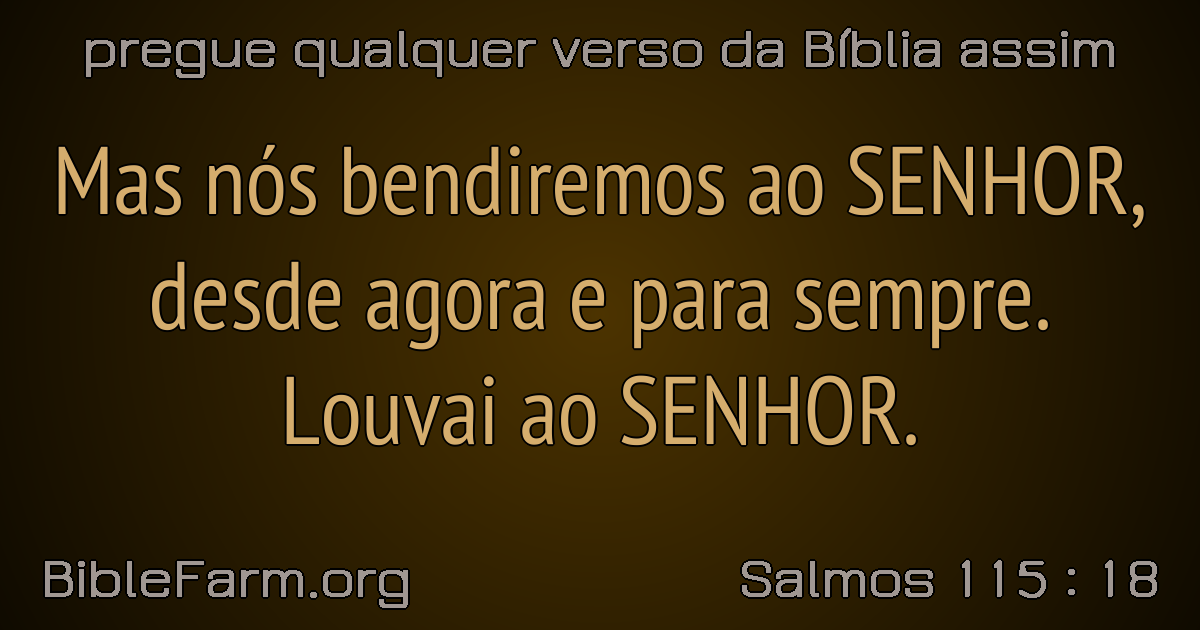 pregue qualquer verso da Bíblia assim
Mas nós bendiremos ao SENHOR,
desde agora e para sempre.
Louvai ao SENHOR.
BibleFarm.org
Salmos 115 : 18